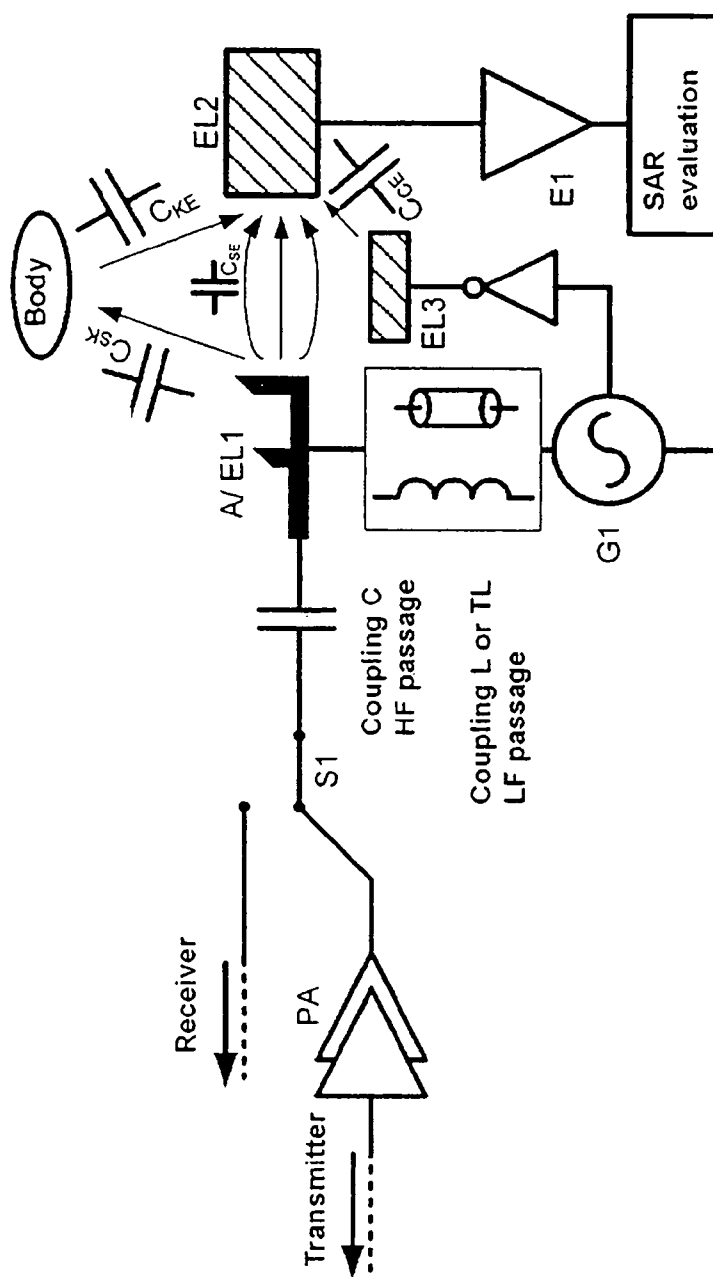 Body
C_KE
C_SK
C_SE
C_CE
EL2
A/ EL1
EL3
E1
SAR
evaluation
G1
Coupling C
HF passage
Coupling L or TL
LF passage
S1
Receiver
PA
Transmitter